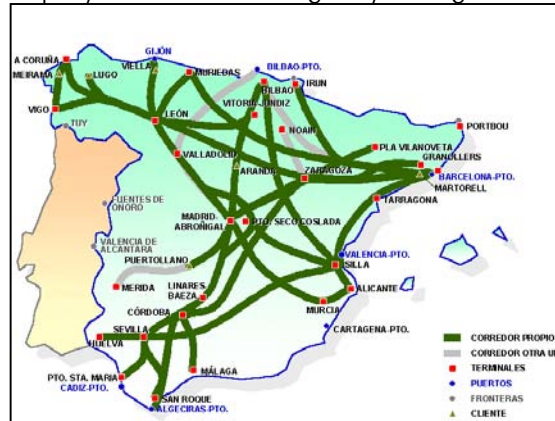 A CORUÑA
MEIRAMA
LUGO
VIGO
TUY
GIJÓN
VIELLA
MURIEDAS
LEÓN
BILBAO-PTO.
BILBAO
IRUN
VITORIA-JUNDIZ
NOAIN
VALLADOLID
ARANDA
ZARAGOZA
PLA VILANOVETA
PORTBOU
GRANOLLERS
BARCELONA-PTO.
MARTORELL
TARRAGONA
FUENTES DE
OÑORO
VALENCIA DE
ALCANTARA
MADRID-
ABROÑIGAL
PTO. SECO COSLADA
PUERTOLLANO
MERIDA
LINARES
BAEZA
VALENCIA-PTO.
SILLA
ALICANTE
MURCIA
CARTAGENA-PTO.
CÓRDOBA
SEVILLA
HUELVA
MÁLAGA
PTO. STA. MARIA
CADIZ-PTO.
SAN ROQUE
ALGECIRAS-PTO.
CORREDOR PROPIO
CORREDOR OTRA
TERMINALES
PUERTOS
FRONTERAS
CLIENTE